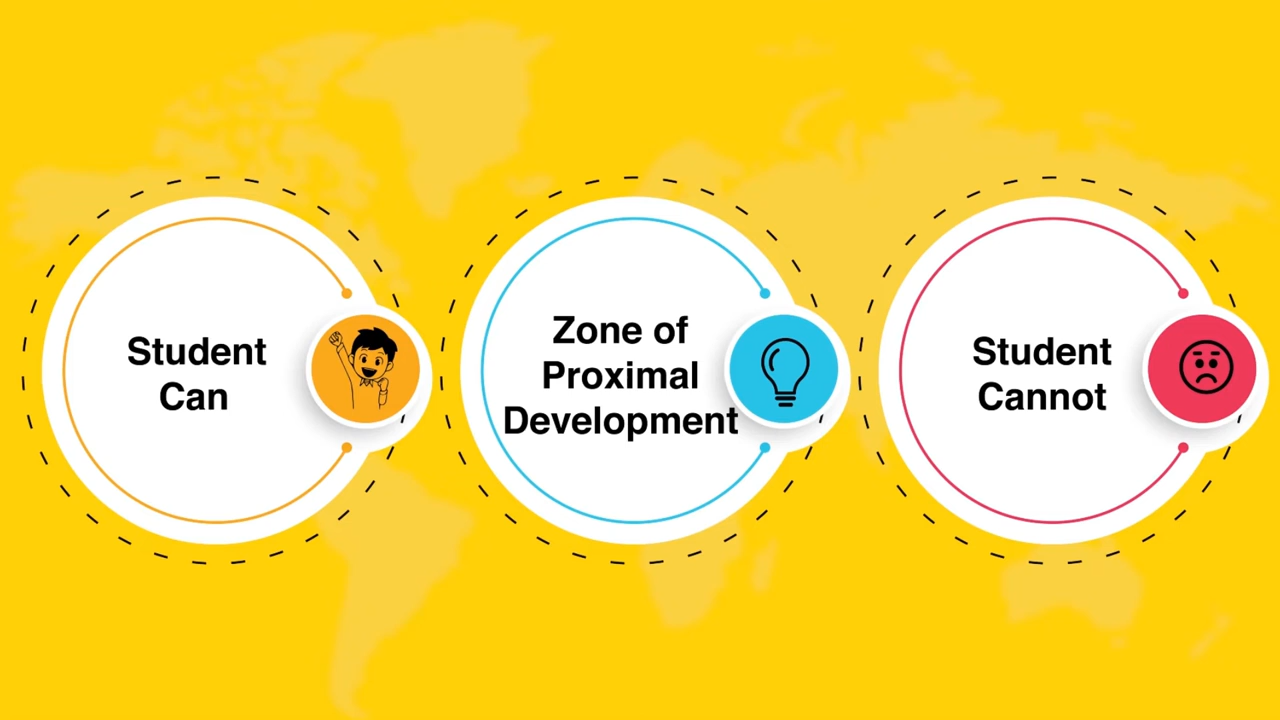 Student
Can
Zone of
Proximal
Development
Student
Cannot